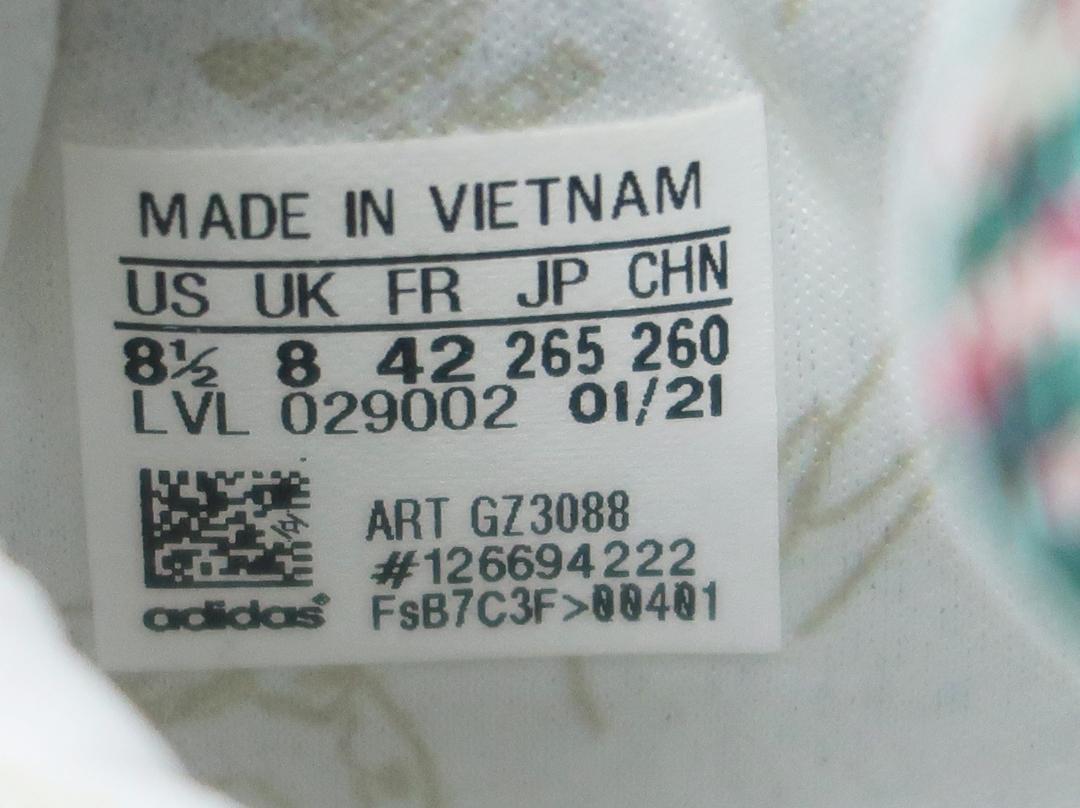 MADE IN VIETNAM
US UK FR JP CHN
8½ 8 42 265 260
LVL 029002 01/21
ART GZ3088
#126694222
adidas® FsB7C3F>00401